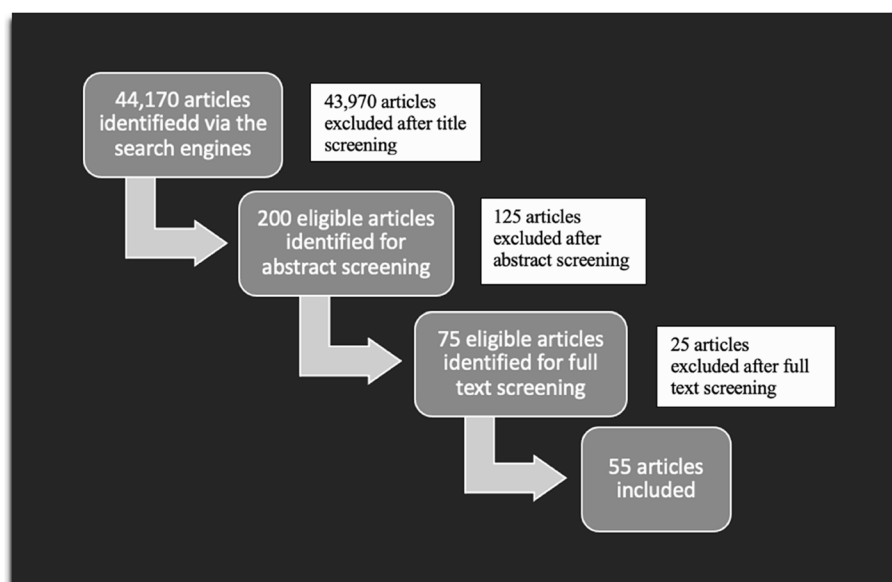 44,170 articles
identifiedd via the
search engines
43,970 articles
excluded after title
screening
200 eligible articles
identified for
abstract screening
125 articles
excluded after
abstract screening
75 eligible articles
identified for full
text screening
25 articles
excluded after full
text screening
55 articles
included